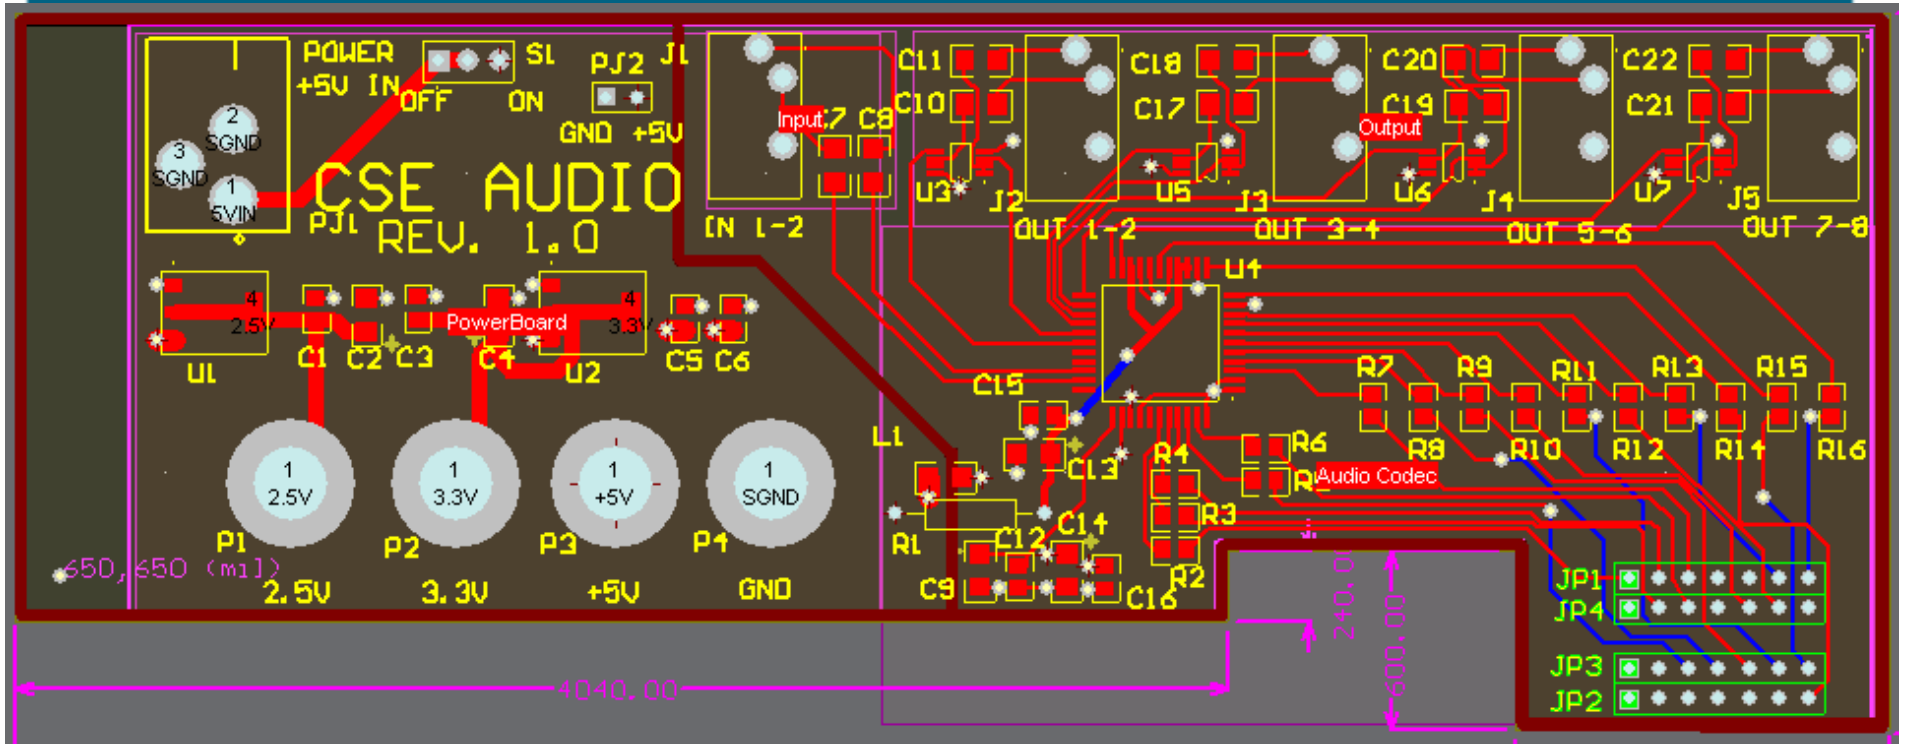 POWER
+5V IN
OFF
ON
S1
PJ2
J1
GND +5V
2
SGND
3
SGND
1
5VIN
PJ1
CSE AUDIO
REV. 1.0
Input
C8
IN 1-2
C11
C10
U3
J2
OUT 1-2
C18
C17
U5
J3
OUT 3-4
Output
C20
C19
U6
J4
OUT 5-6
C22
C21
U7
J5
OUT 7-8
4
2.5V
U1
C1
C2
C3
PowerBoard
C4
4
3.3V
U2
C5
C6
U4
C15
L1
C13
R4
R6
Audio Codec
R3
R2
R1
C12
C14
C9
C16
R7
R9
R11
R13
R15
R8
R10
R12
R14
R16
1
2.5V
1
3.3V
1
+5V
1
SGND
P1
P2
P3
P4
650,650 (mil)
2.5V
3.3V
+5V
GND
JP1
JP4
JP3
JP2
4040.00
600.00